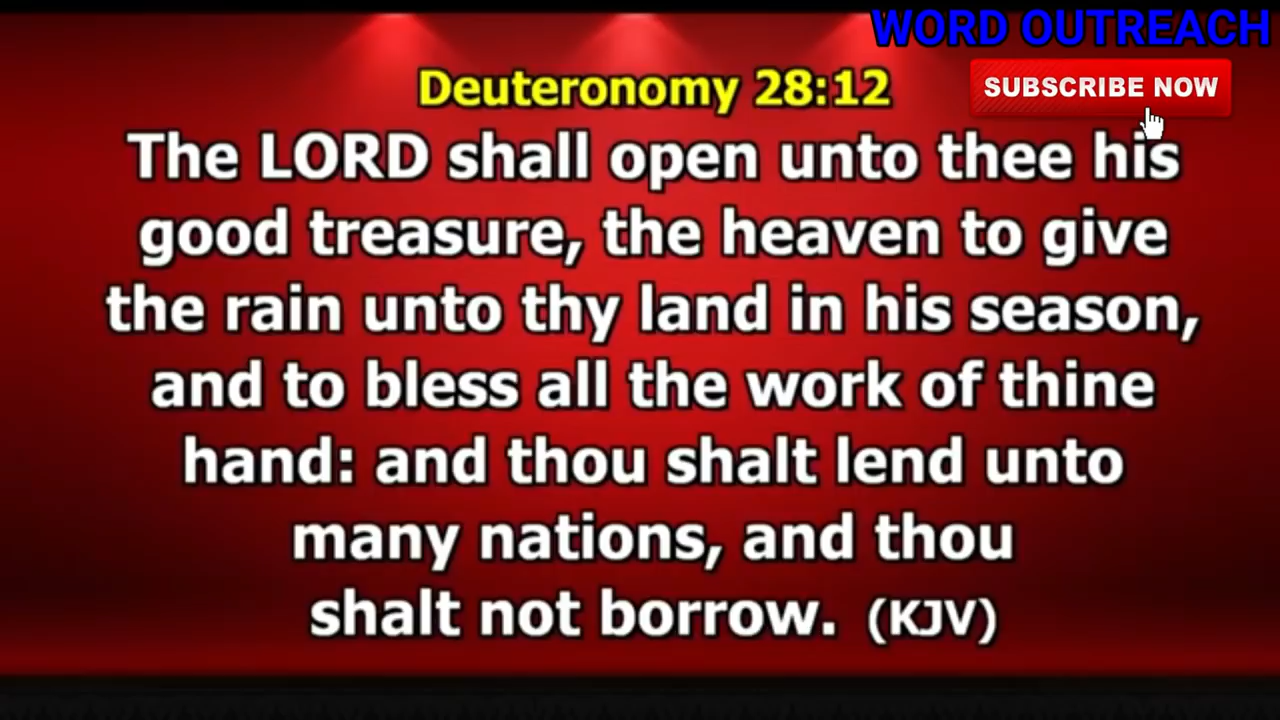 WORD OUTREACH
SUBSCRIBE NOW
Deuteronomy 28:12
The LORD shall open unto thee his
good treasure, the heaven to give
the rain unto thy land in his season,
and to bless all the work of thine
hand: and thou shalt lend unto
many nations, and thou
shalt not borrow. (KJV)